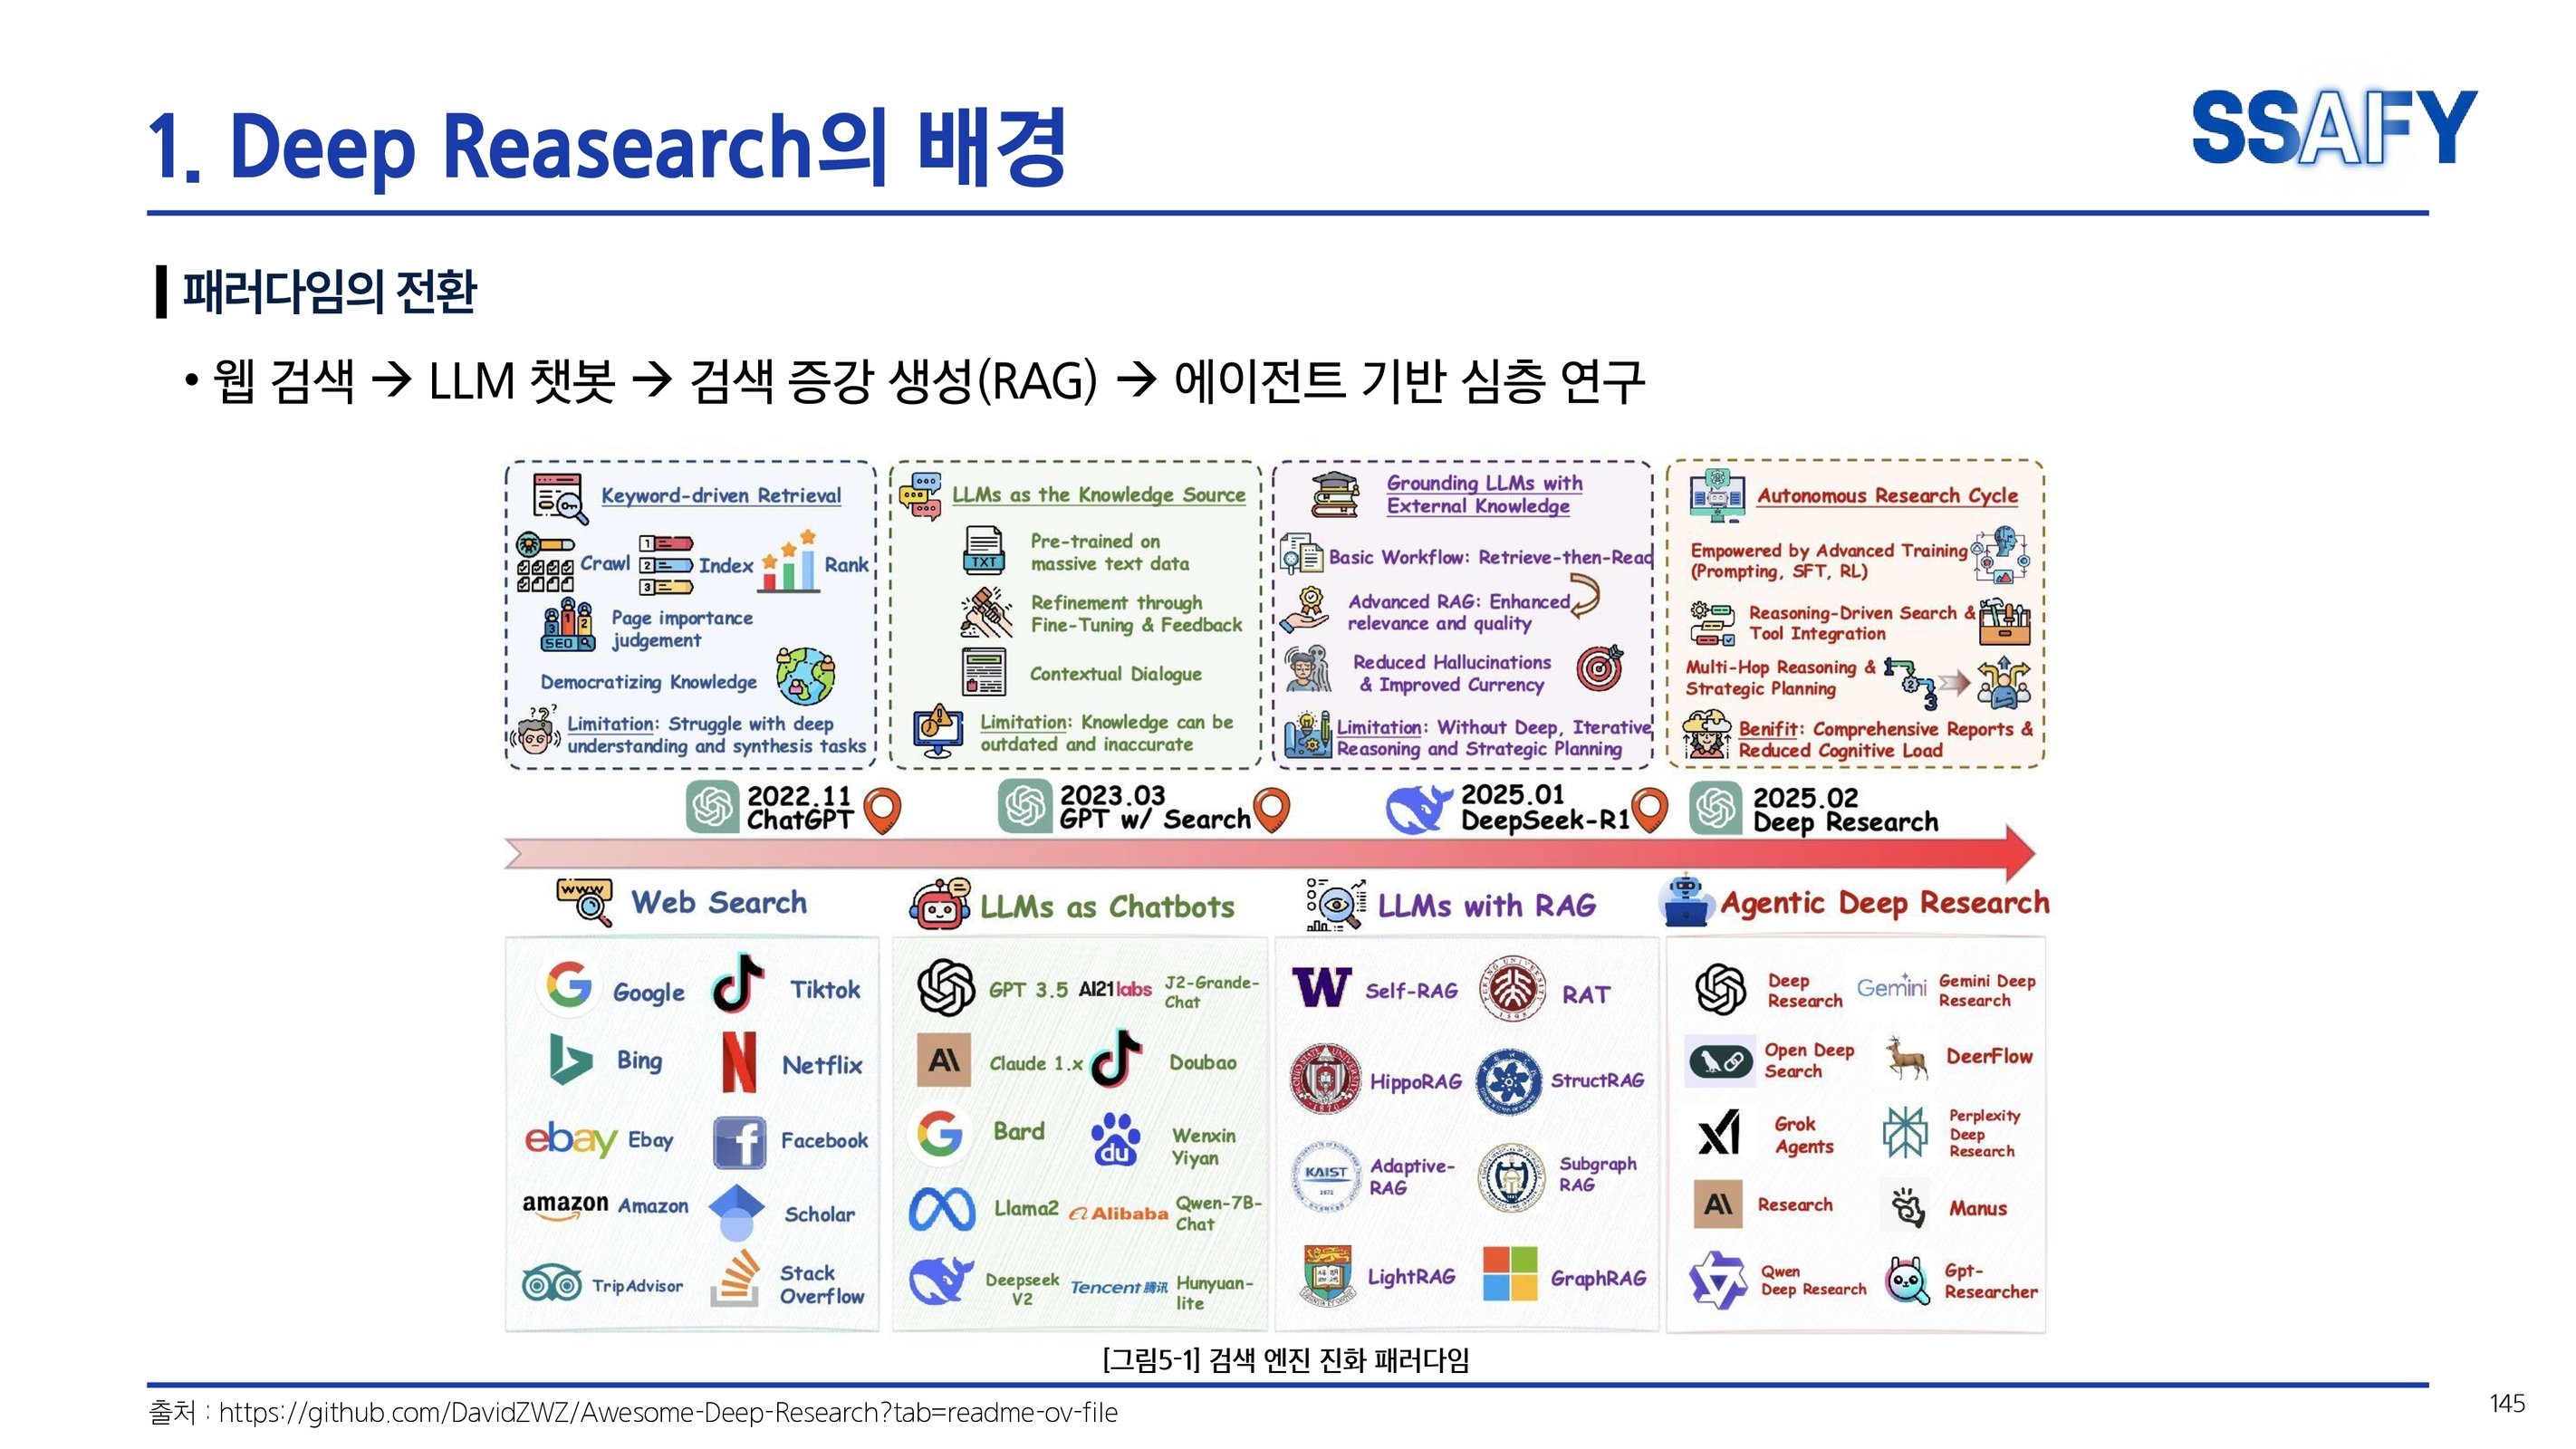 1. Deep Reasearch의 배경
SSAFY
패러다임의 전환
• 웹 검색 → LLM 챗봇 → 검색 증강 생성(RAG) → 에이전트 기반 심층 연구
Keyword-driven Retrieval
Crawl
1
2
3
Index
Rank
3 1 2
SEO
Page importance
judgement
Democratizing Knowledge
???
Limitation: Struggle with deep
understanding and synthesis tasks
LLMs as the Knowledge Source
TXT
Pre-trained on
massive text data
Refinement through
Fine-Tuning & Feedback
Contextual Dialogue
Limitation: Knowledge can be
outdated and inaccurate
Grounding LLMs with
External Knowledge
Basic Workflow: Retrieve-then-Read
Advanced RAG: Enhanced
relevance and quality
Reduced Hallucinations
& Improved Currency
Limitation: Without Deep, Iterative
Reasoning and Strategic Planning
Autonomous Research Cycle
Empowered by Advanced Training
(Prompting, SFT, RL)
Reasoning-Driven Search &
Tool Integration
Multi-Hop Reasoning &
Strategic Planning
1
2
3
Benifit: Comprehensive Reports &
Reduced Cognitive Load
2022.11
ChatGPT
2023.03
GPT w/ Search
2025.01
DeepSeek-R1
2025.02
Deep Research
www
Web Search
LLMs as Chatbots
LLMs with RAG
Agentic Deep Research
Google
Tiktok
Bing
Netflix
ebay Ebay
Facebook
amazon Amazon
Scholar
TripAdvisor
Stack
Overflow
GPT 3.5
AI21labs
J2-Grande-
Chat
Claude 1.x
Doubao
Bard
du
Wenxin
Yiyan
Llama2
Alibaba
Qwen-7B-
Chat
Deepseek
V2
Tencent 腾讯
Hunyuan-
lite
W
Self-RAG
RAT
HippoRAG
StructRAG
KAIST
1971
Adaptive-
RAG
Subgraph
RAG
LightRAG
GraphRAG
Deep
Research
Gemini
Gemini Deep
Research
Open Deep
Search
DeerFlow
Grok
Agents
Perplexity
Deep
Research
Research
Manus
Qwen
Deep Research
Gpt-
Researcher
[그림5-1] 검색 엔진 진화 패러다임
출처 : https://github.com/DavidZWZ/Awesome-Deep-Research?tab=readme-ov-file
145